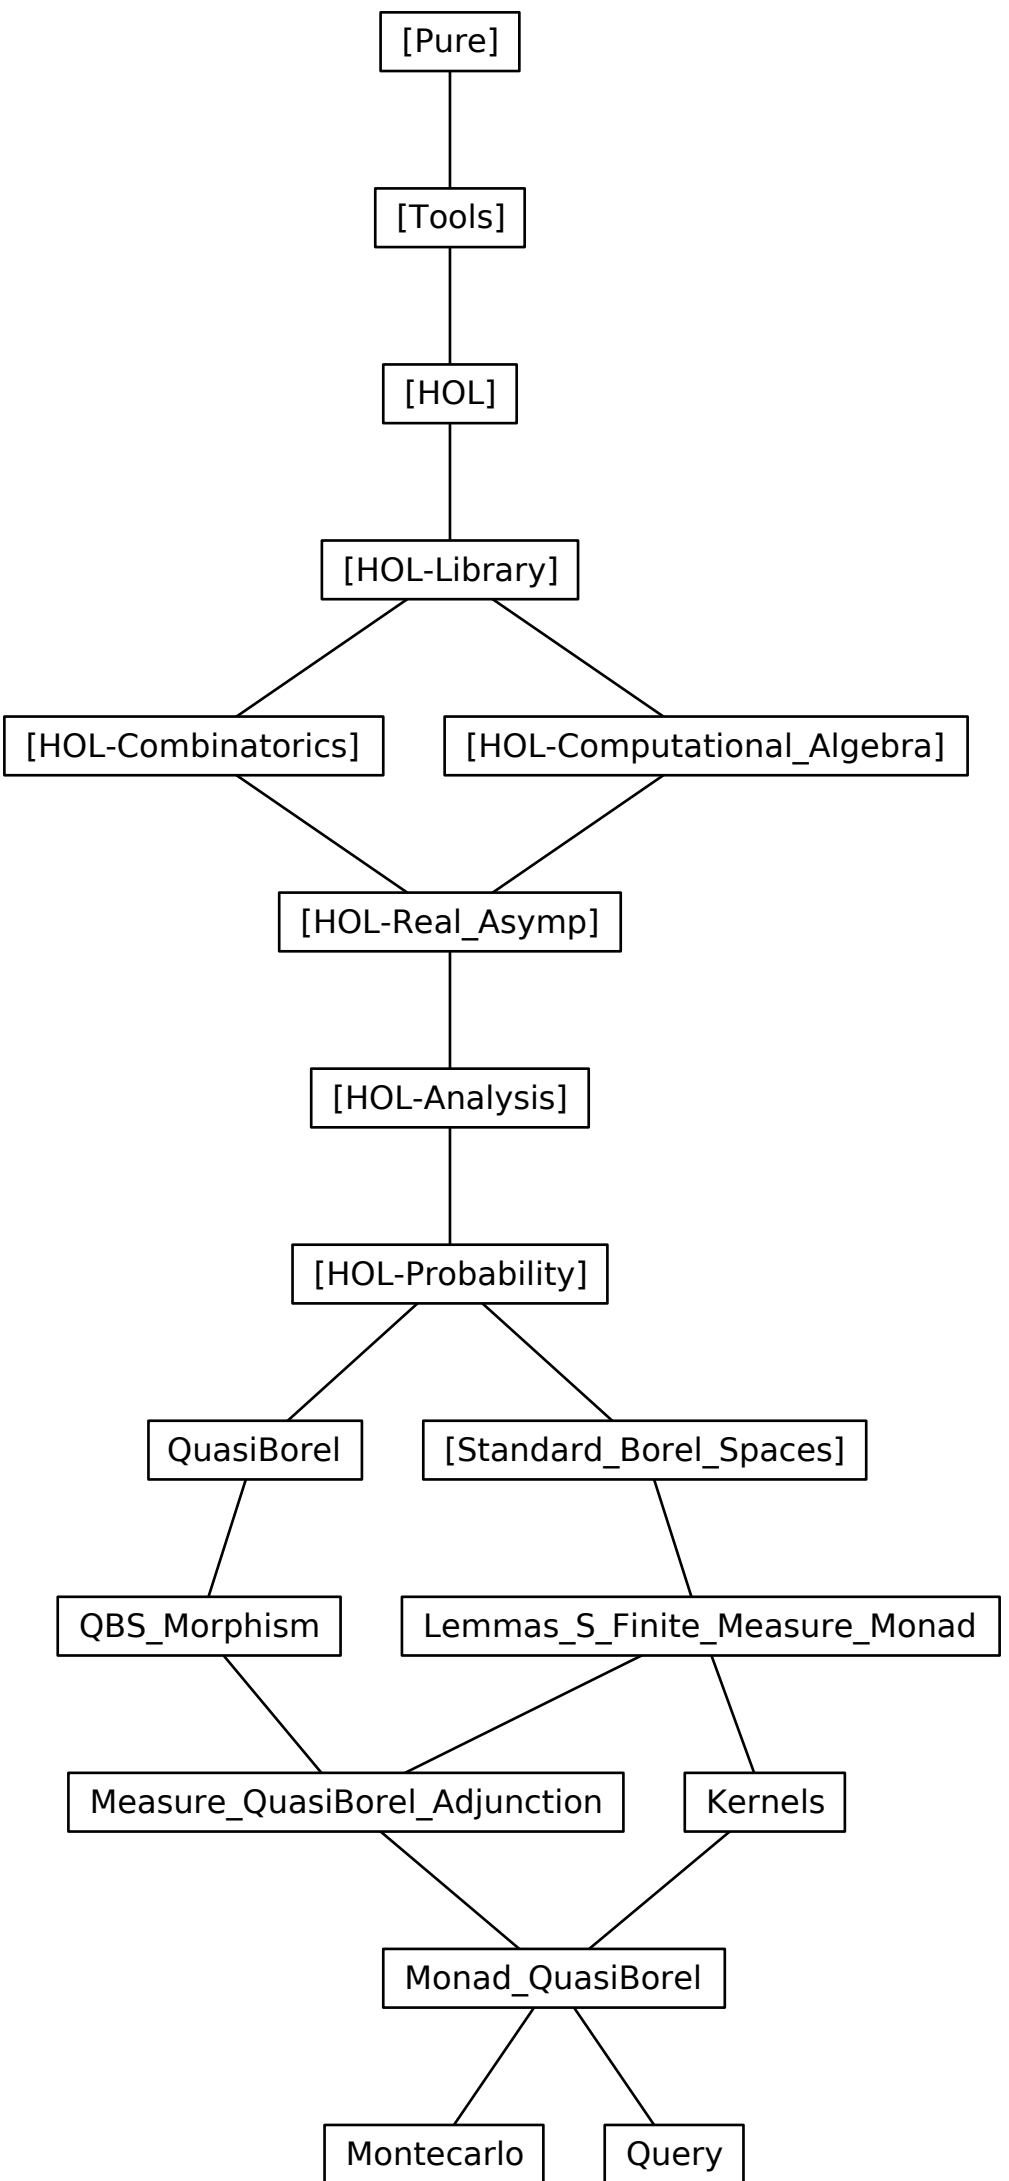 [Pure]
[Tools]
[HOL]
[HOL-Library]
[HOL-Combinatorics]
[HOL-Computational_Algebra]
[HOL-Real_Asymp]
[HOL-Analysis]
[HOL-Probability]
QuasiBorel
[Standard_Borel_Spaces]
QBS_Morphism
Lemmas_S_Finite_Measure_Monad
Measure_QuasiBorel_Adjunction
Kernels
Monad_QuasiBorel
Montecarlo
Query